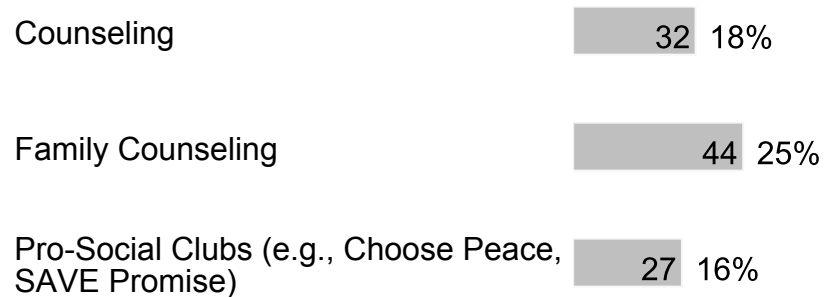 Counseling 32 18%
Family Counseling 44 25%
Pro-Social Clubs (e.g., Choose Peace,
SAVE Promise) 27 16%